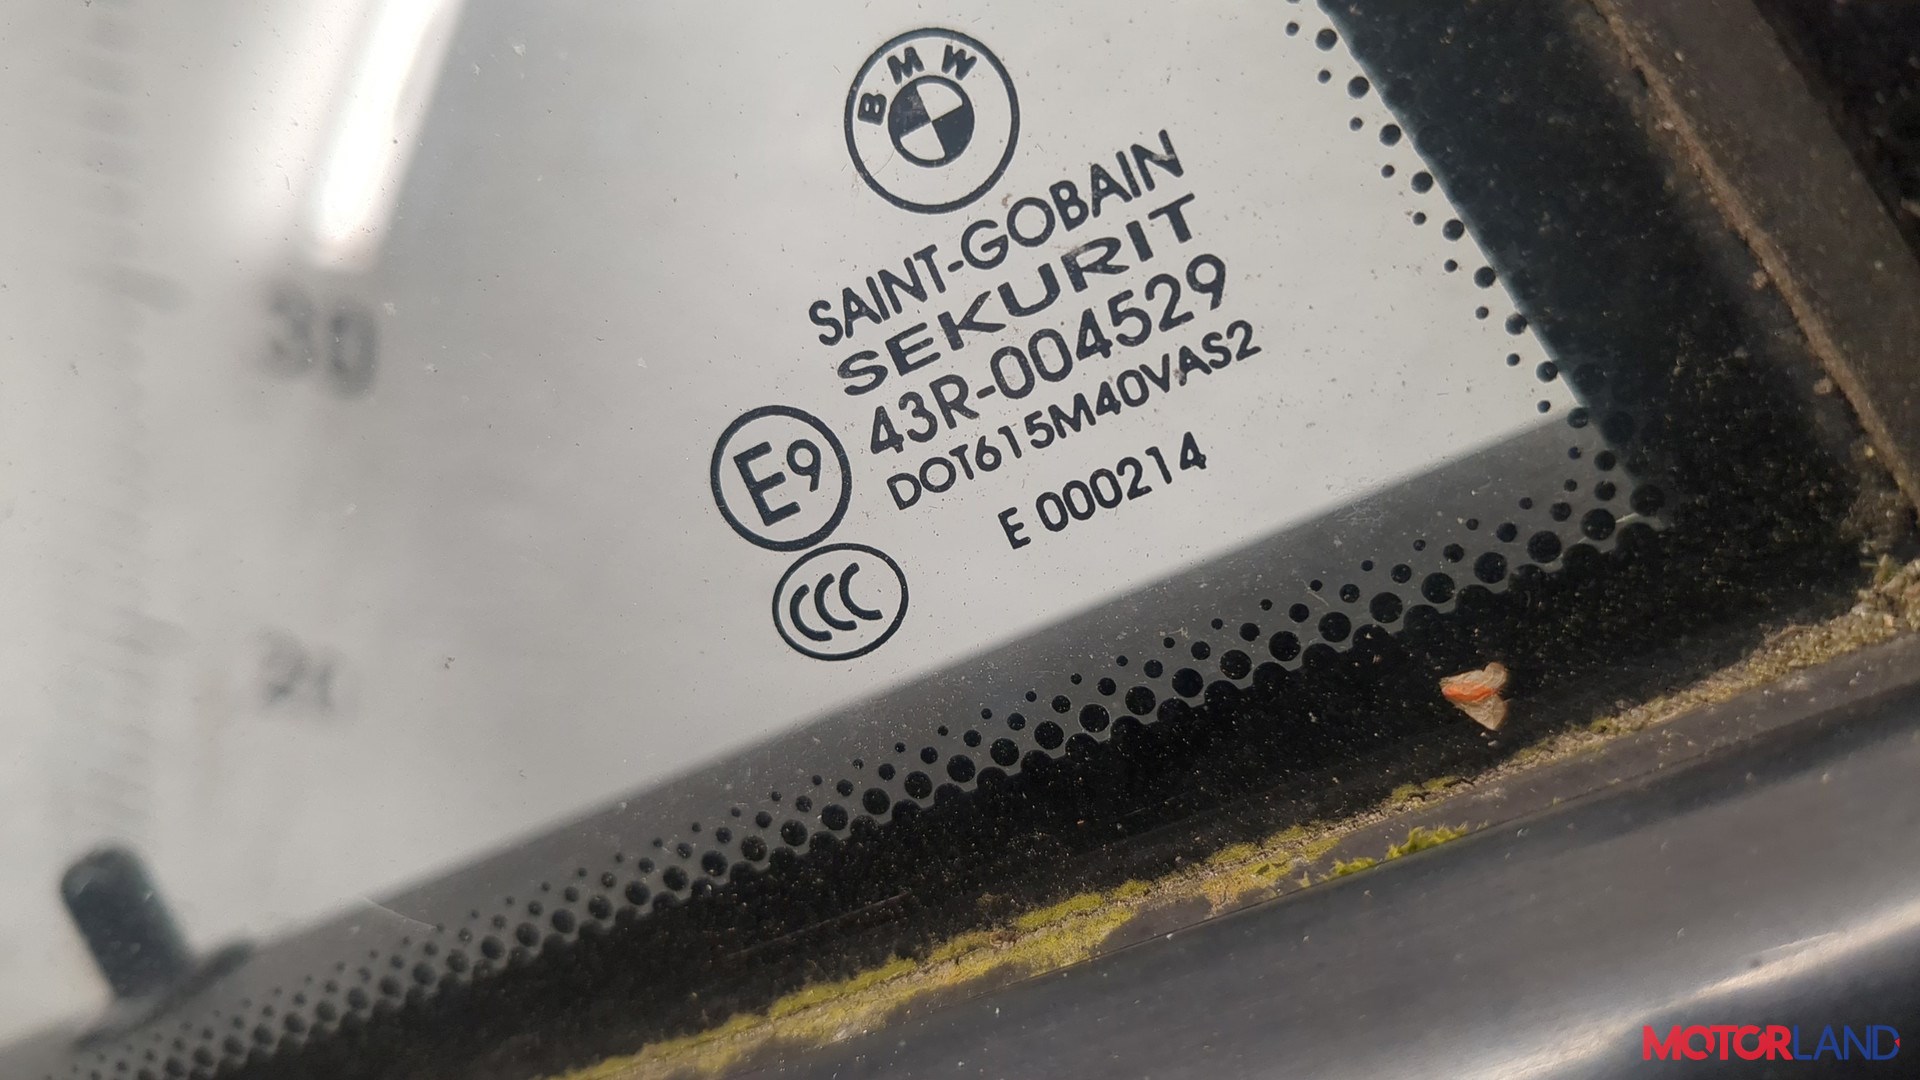 BMW
SAINT-GOBAIN
SEKURIT
43R-004529
DOT615M40VAS2
E9
E 000214
CCC
30
MOTORLAND